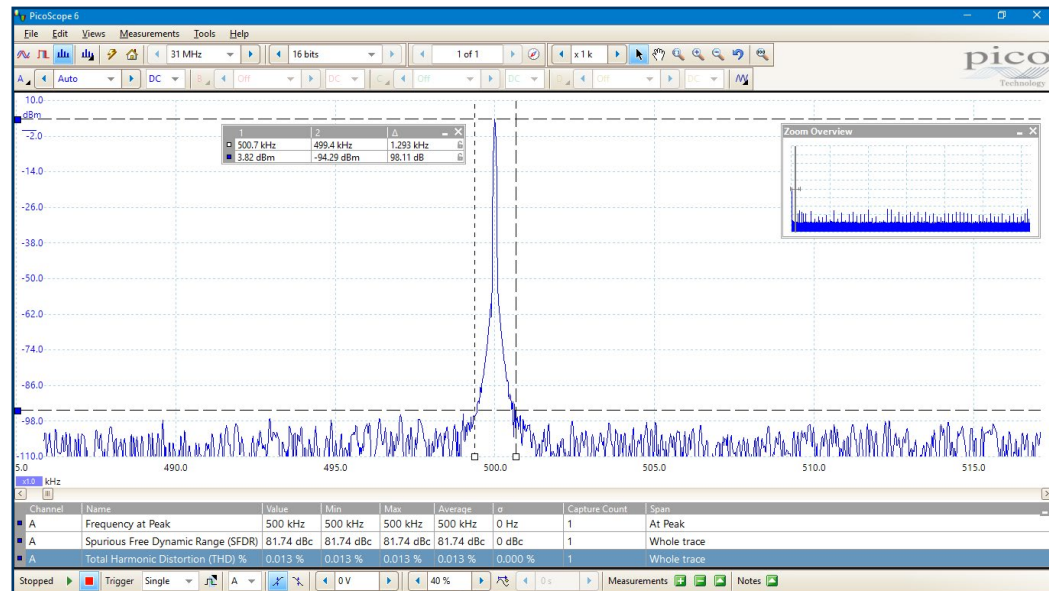 PicoScope 6
File Edit Views Measurements Tools Help
31 MHz 16 bits 1 of 1 x 1 k
pico
Technology
A Auto DC B Off DC C Off DC D Off DC
10.0
dBm
-2.0
-14.0
-26.0
-38.0
-50.0
-62.0
-74.0
-86.0
-98.0
-110.0
1 2 Δ
500.7 kHz 499.4 kHz 1.293 kHz
3.82 dBm -94.29 dBm 98.11 dB
Zoom Overview
5.0 490.0 495.0 500.0 505.0 510.0 515.0
x1.0 kHz
Channel Name Value Min Max Average σ Capture Count Span
A Frequency at Peak 500 kHz 500 kHz 500 kHz 500 kHz 0 Hz 1 At Peak
A Spurious Free Dynamic Range (SFDR) 81.74 dBc 81.74 dBc 81.74 dBc 81.74 dBc 0 dBc 1 Whole trace
A Total Harmonic Distortion (THD) % 0.013 % 0.013 % 0.013 % 0.013 % 0.000 % 1 Whole trace
Stopped Trigger Single A 0 V 40 % 0 s Measurements Notes